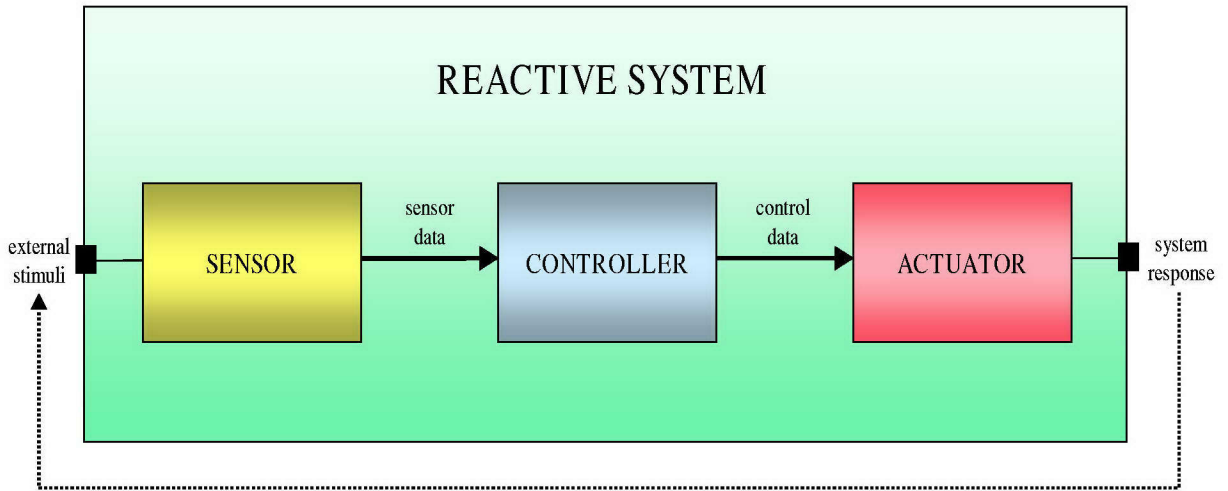 REACTIVE SYSTEM
external
stimuli
SENSOR
sensor
data
CONTROLLER
control
data
ACTUATOR
system
response